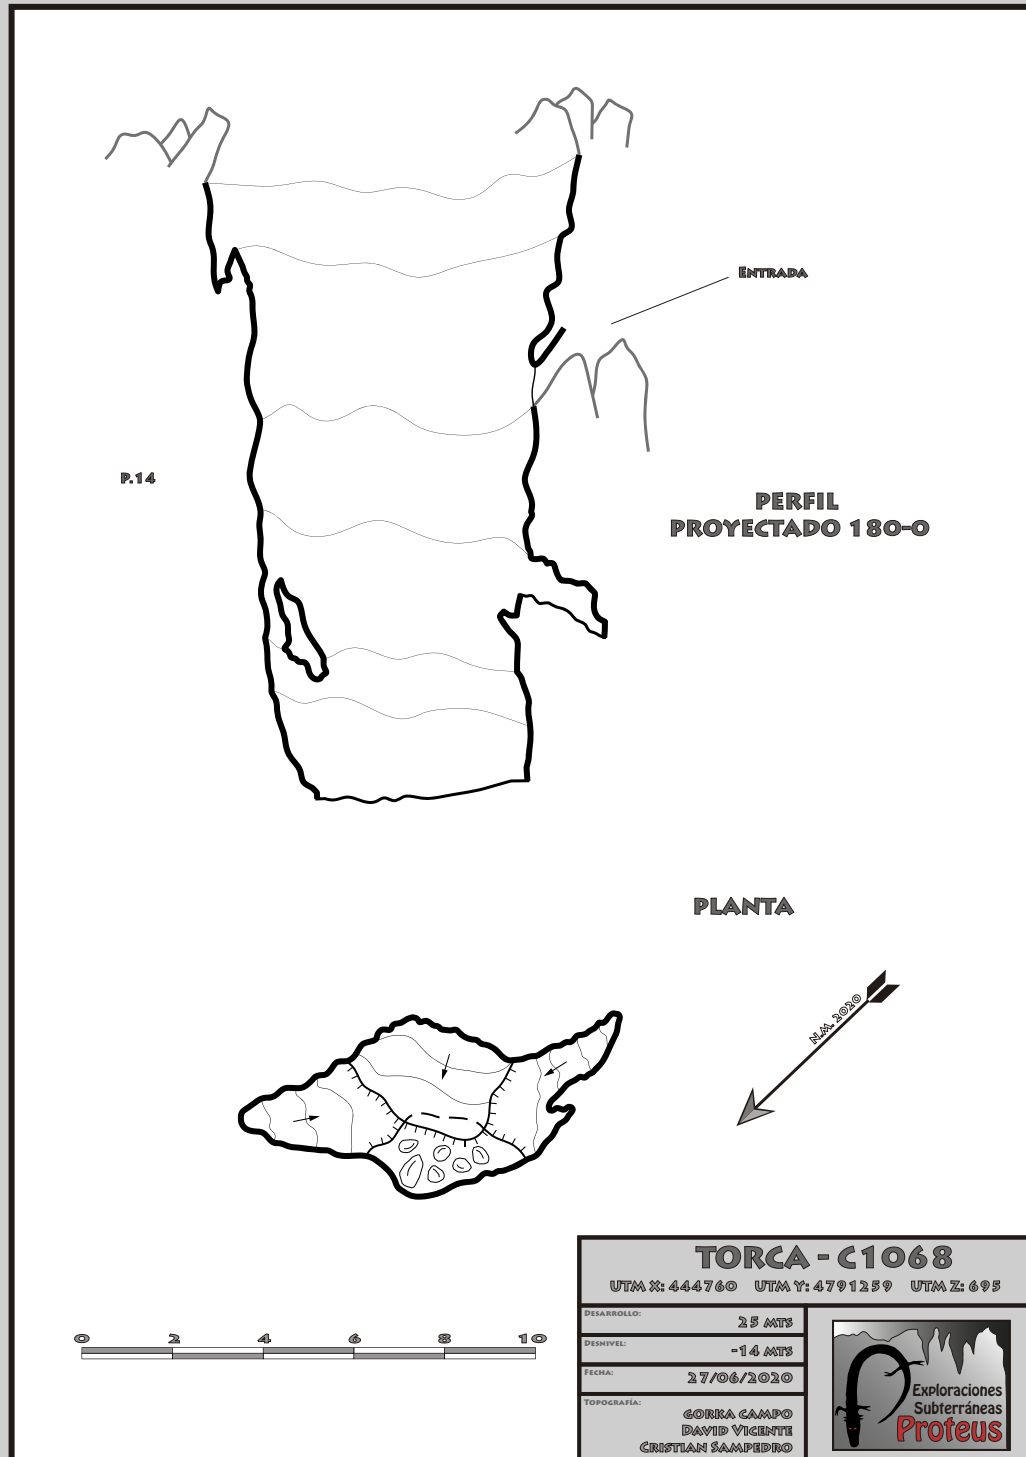 Entrada
P.14
PERFIL
PROYECTADO 180-0
PLANTA
N.M. 2020
0 2 4 6 8 10
TORCA - C1068
UTM X: 444760 UTM Y: 4791259 UTM Z: 695
Desarrollo:
25 mts
Desnivel:
-14 mts
Fecha:
27/06/2020
Topografía:
Gorka Campo
David Vicente
Cristian Sampedro
Exploraciones
Subterráneas
Proteus